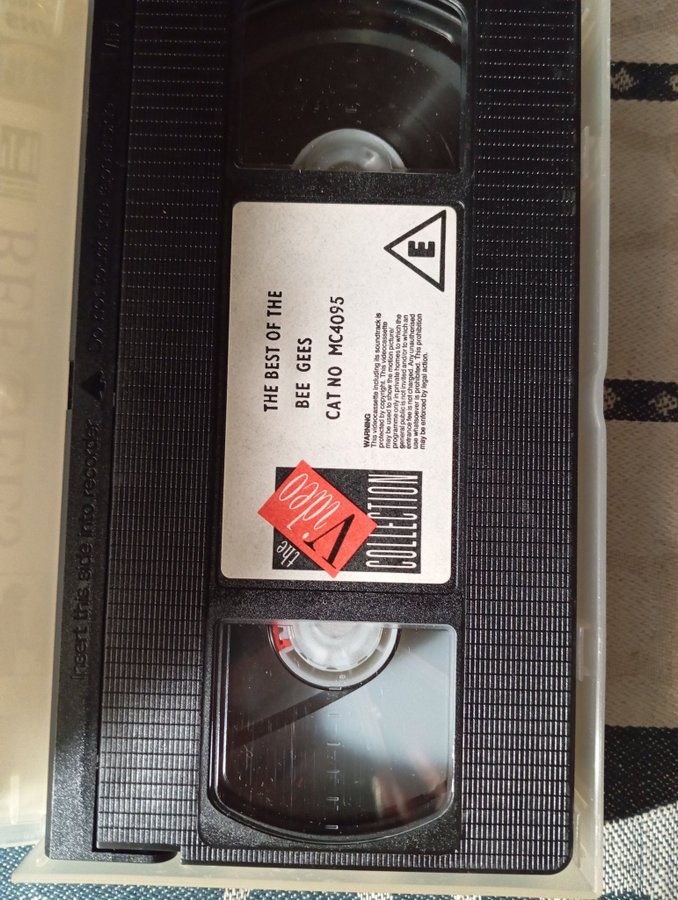 THE BEST OF THE
BEE GEES
CAT NO MC4095
E
WARNING
This videocassette including its soundtrack is
protected by copyright. This videocassette
may be used to show the motion picture/
programme only in private homes to which the
general public is not invited and/or to which an
entrance fee is not charged. Any unauthorised
use whatsoever is prohibited. This prohibition
may be enforced by legal action.
the
Video
COLLECTION
Insert this side into recorder